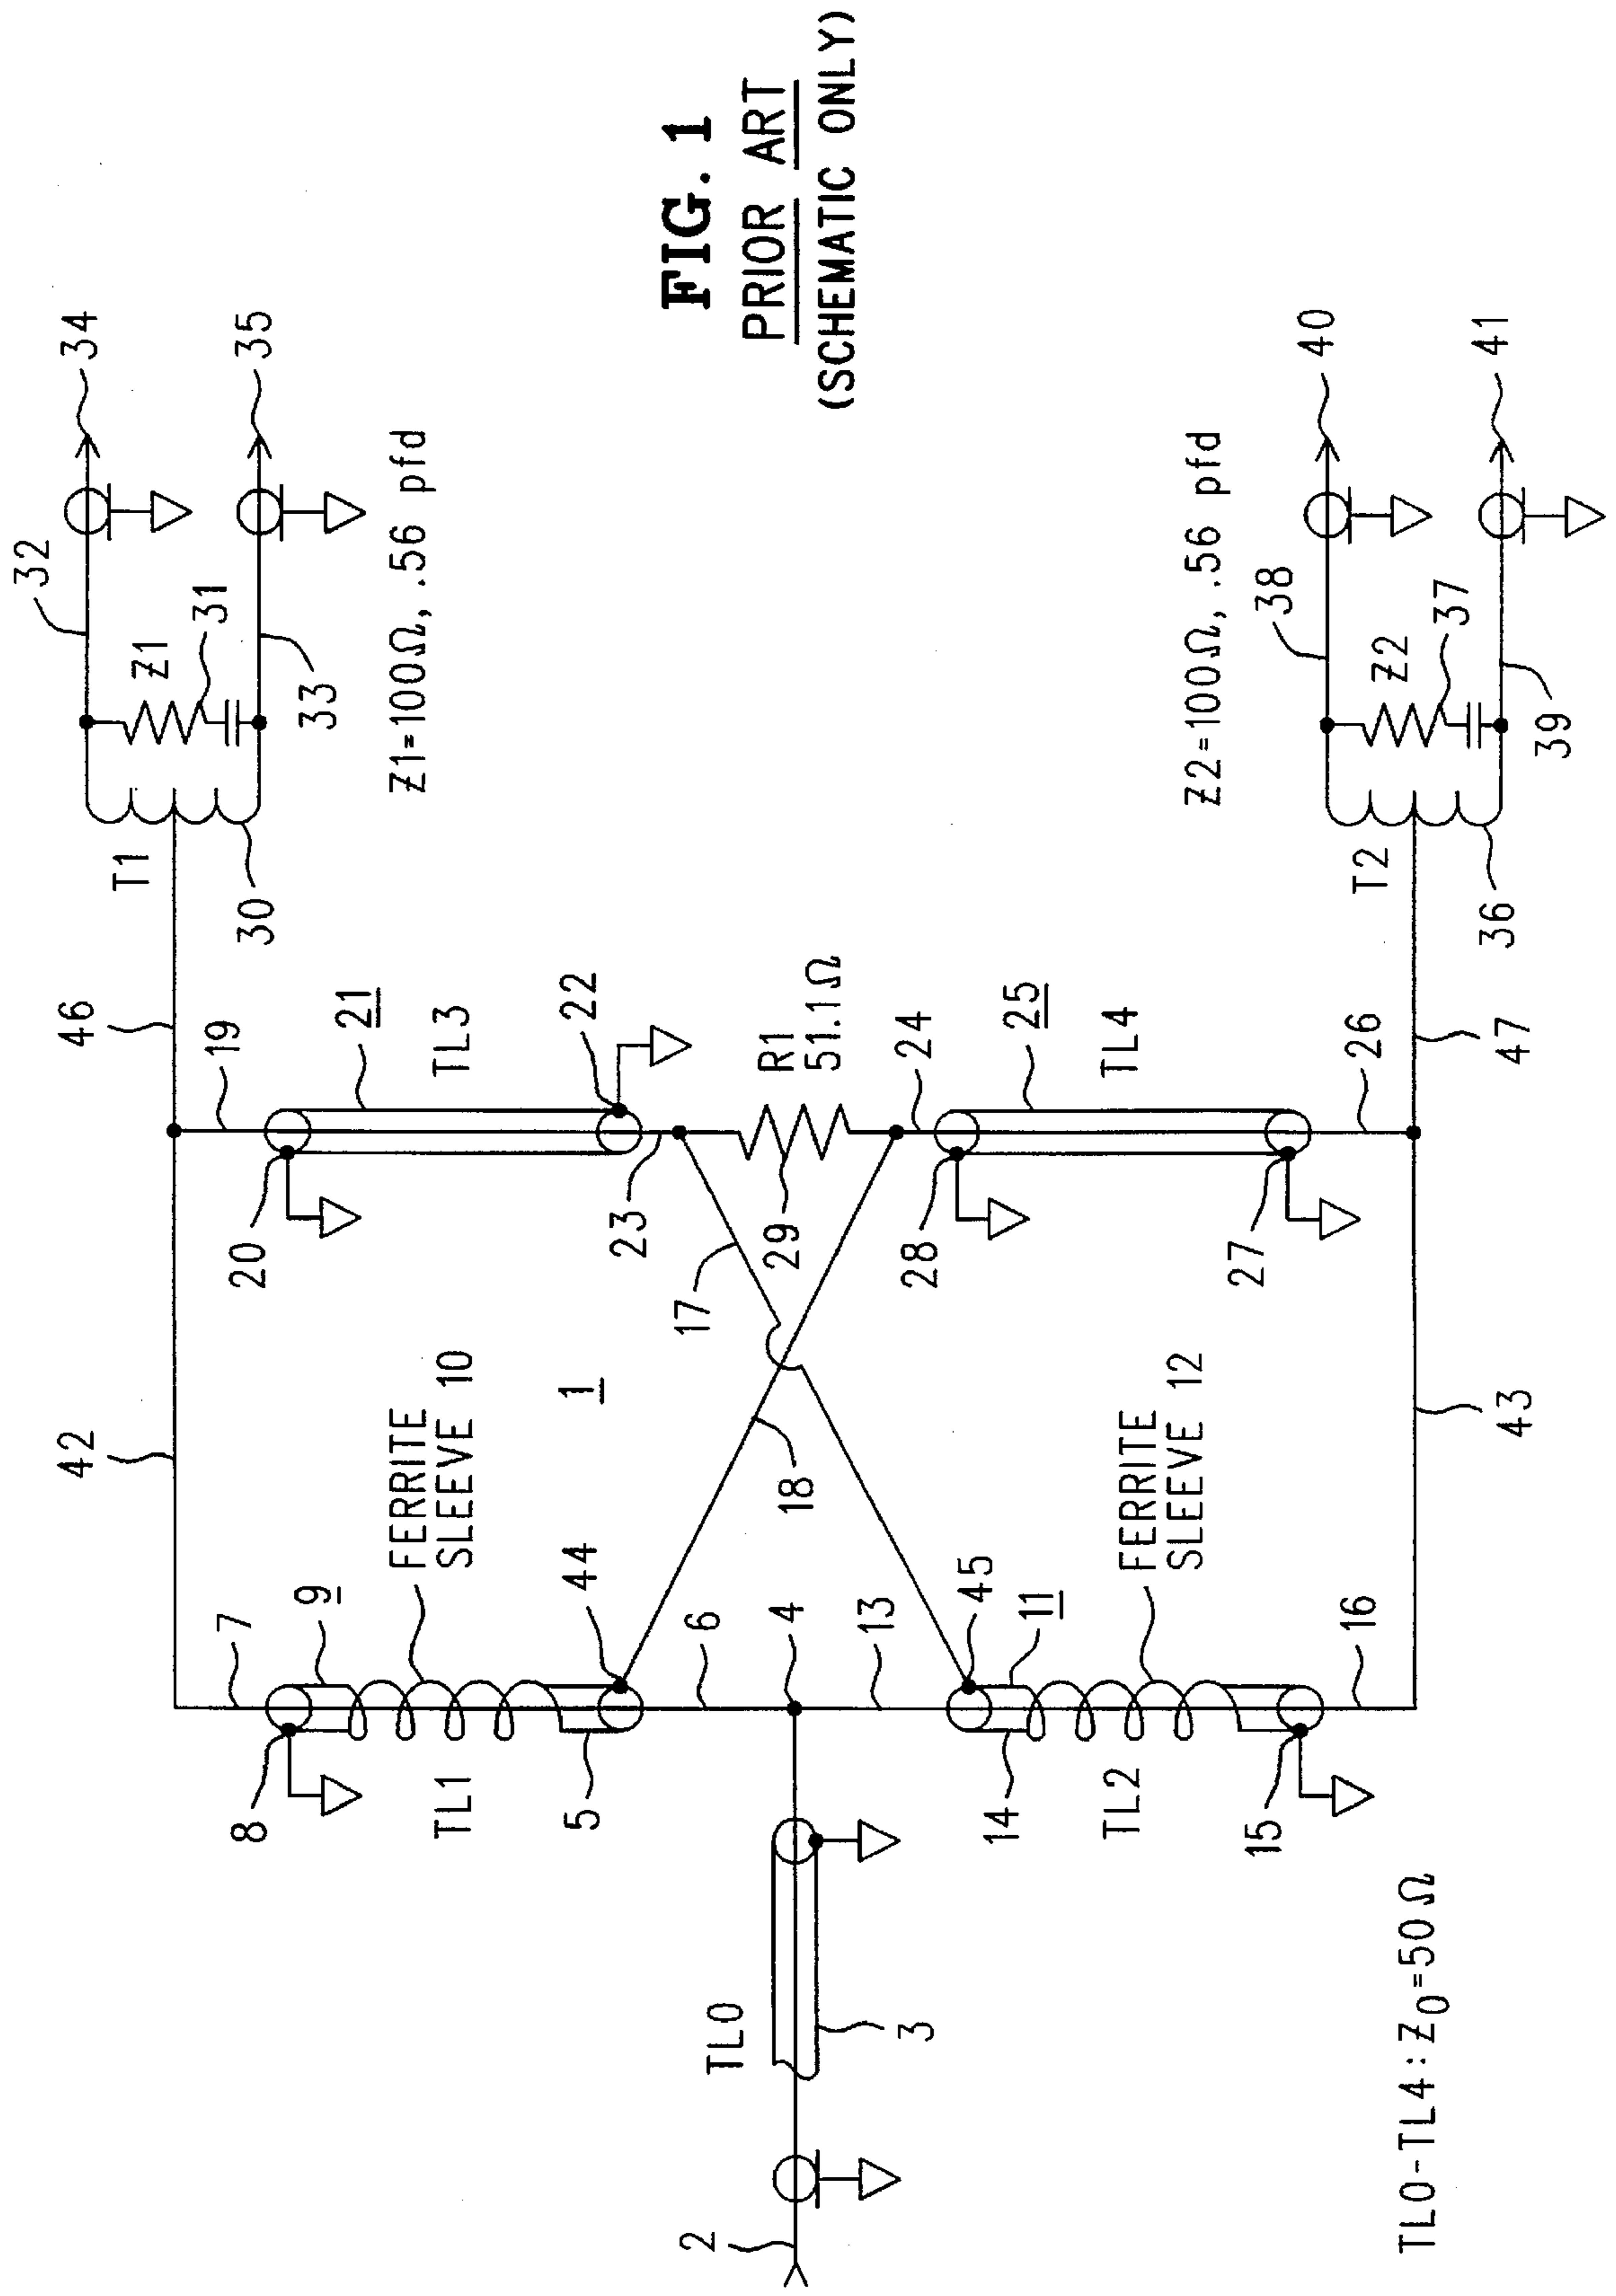 FIG. 1
PRIOR ART
(SCHEMATIC ONLY)
34
35
32
31
Z1
33
Z1=100Ω, .56 pfd
T1
30
46
19
21
TL3
22
20
23
R1
51.1Ω
29
24
25
TL4
28
27
26
47
40
41
38
37
Z2
39
Z2=100Ω, .56 pfd
T2
36
42
17
18
1
43
7
9
FERRITE
SLEEVE 10
44
8
TL1
5
6
4
13
45
11
FERRITE
SLEEVE 12
14
TL2
15
16
TL0
3
2
TL0-TL4: Z0=50Ω